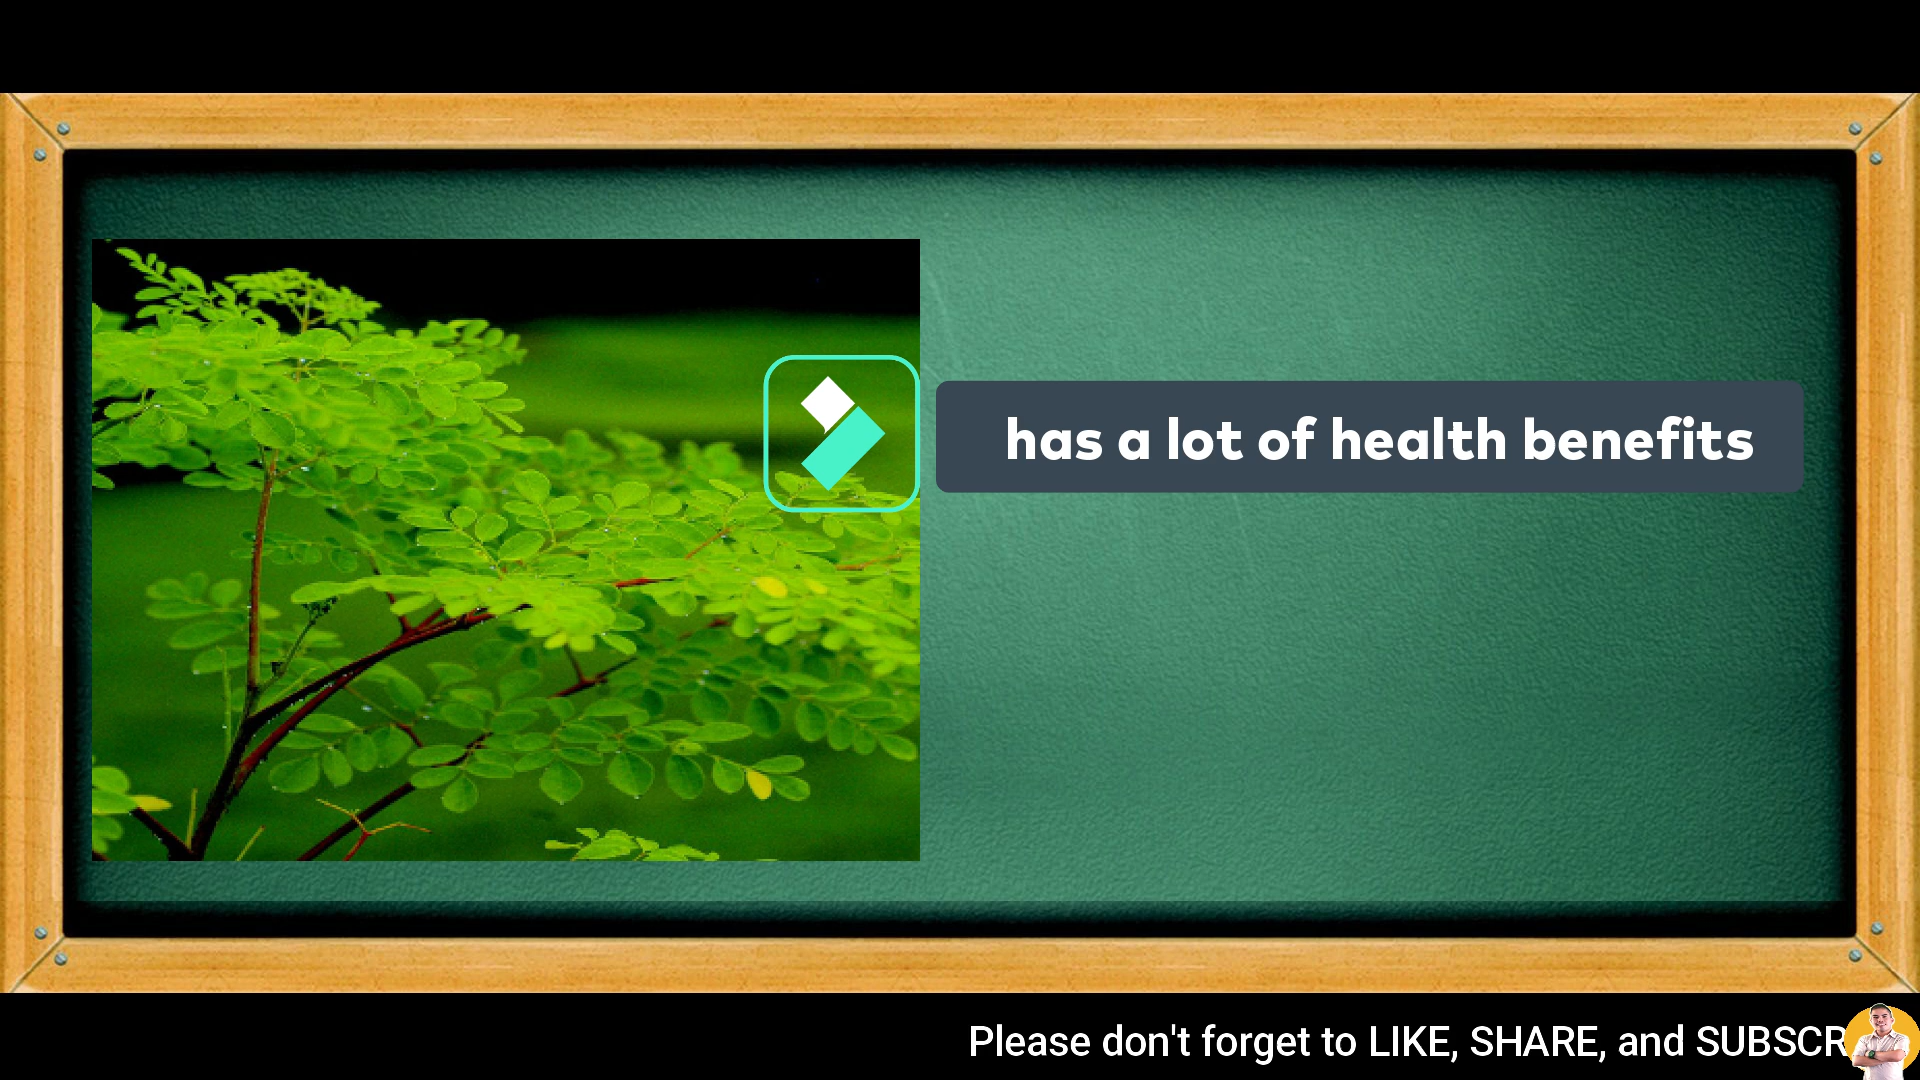 has a lot of health benefits
Please don't forget to LIKE, SHARE, and SUBSCR